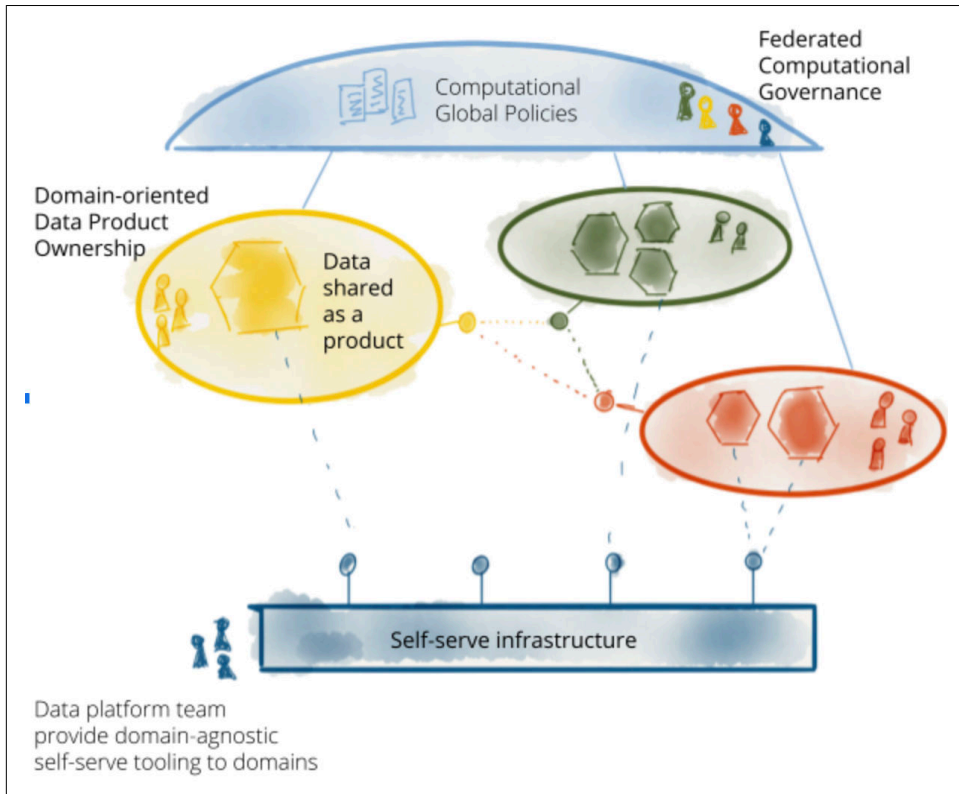 Federated
Computational
Governance
Computational
Global Policies
Domain-oriented
Data Product
Ownership
Data
shared
as a
product
Self-serve infrastructure
Data platform team
provide domain-agnostic
self-serve tooling to domains